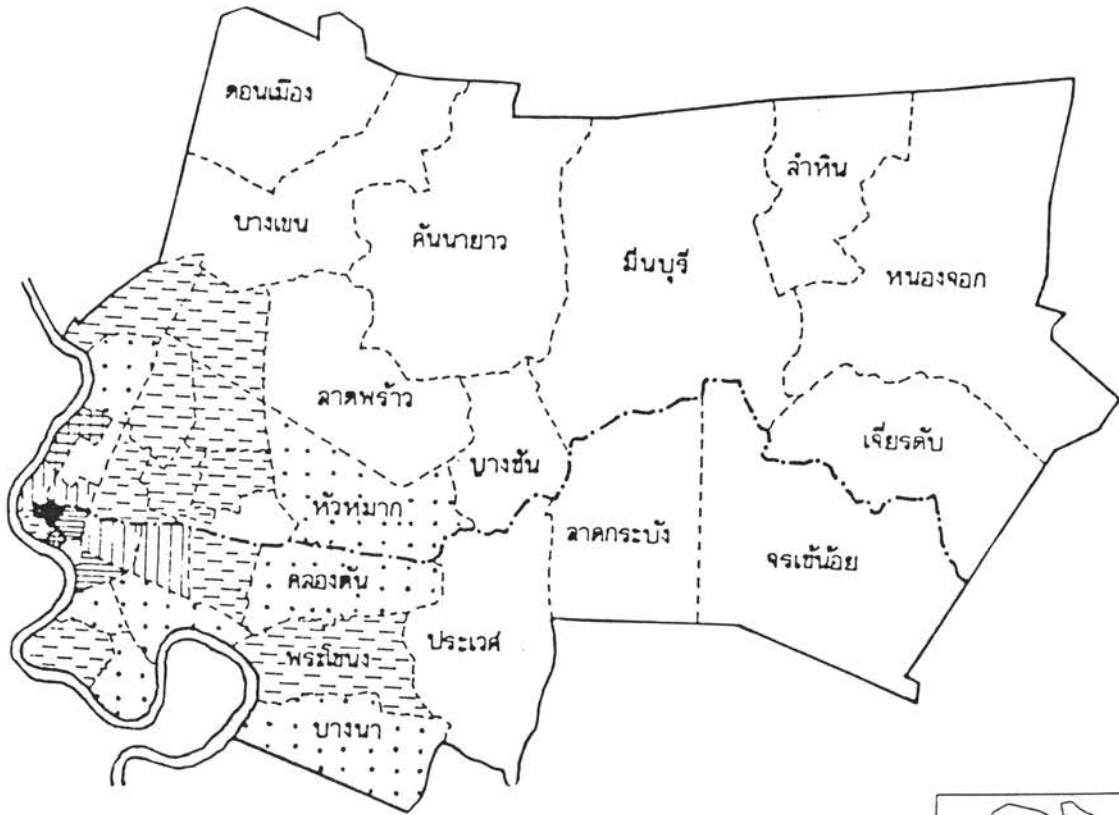 ดอนเมือง
ลำหิน
บางเขน
คันนายาว
มีนบุรี
หนองจอก
ลาดพร้าว
เจียรดับ
บางชัน
หัวหมาก
ลาดกระบัง
จรเข้น้อย
คลองตัน
ประเวศ
พระโขนง
บางนา